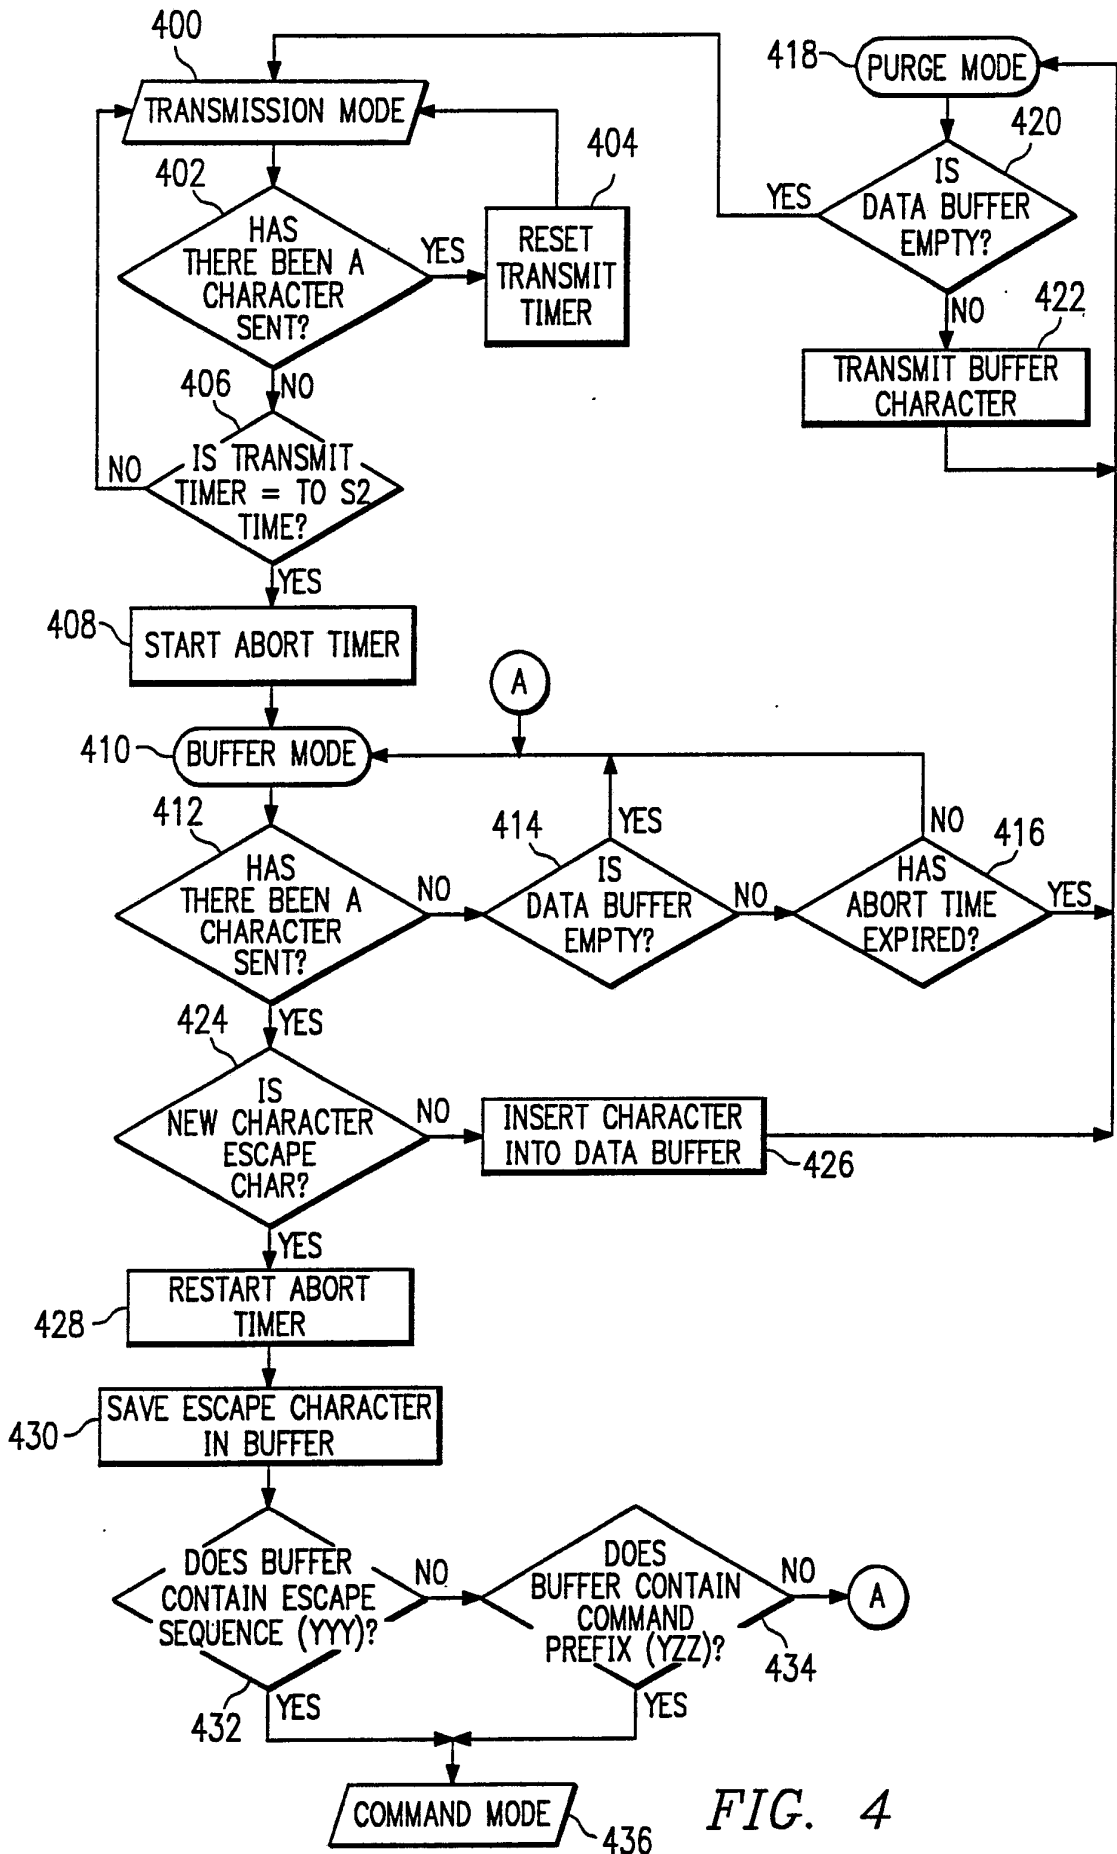 400
TRANSMISSION MODE
418
PURGE MODE
402
HAS
THERE BEEN A
CHARACTER
SENT?
YES
404
RESET
TRANSMIT
TIMER
420
IS
DATA BUFFER
EMPTY?
YES
NO
422
TRANSMIT BUFFER
CHARACTER
NO
406
IS TRANSMIT
TIMER = TO S2
TIME?
NO
YES
408
START ABORT TIMER
A
410
BUFFER MODE
412
HAS
THERE BEEN A
CHARACTER
SENT?
NO
414
IS
DATA BUFFER
EMPTY?
YES
NO
416
HAS
ABORT TIME
EXPIRED?
NO
YES
YES
424
IS
NEW CHARACTER
ESCAPE
CHAR?
NO
INSERT CHARACTER
INTO DATA BUFFER
426
YES
RESTART ABORT
TIMER
428
SAVE ESCAPE CHARACTER
IN BUFFER
430
DOES BUFFER
CONTAIN ESCAPE
SEQUENCE (YYY)?
NO
432
YES
DOES
BUFFER CONTAIN
COMMAND
PREFIX (YZZ)?
NO
A
434
YES
COMMAND MODE
436
FIG. 4